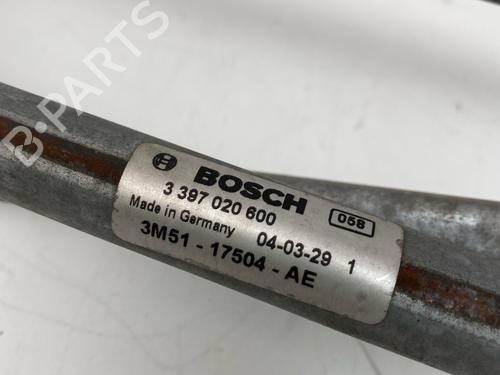 BOSCH
3 397 020 600 058
Made in Germany 04-03-29 1
3M51 - 17504 - AE
B-PARTS